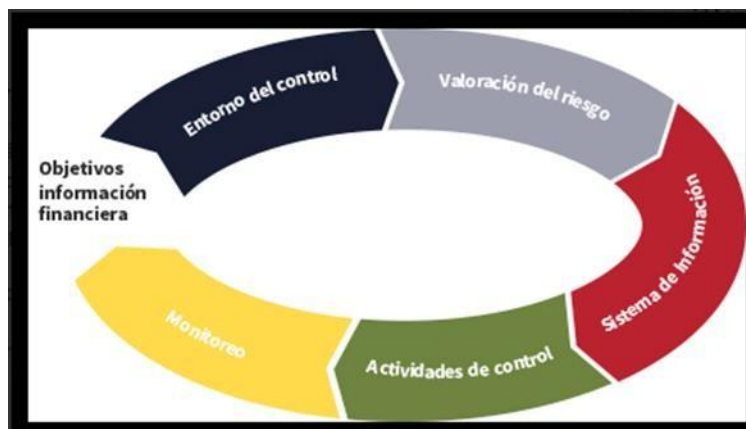 Entorno del control
Valoración del riesgo
Objetivos
información
financiera
Sistema de Información
Actividades de control
Monitoreo